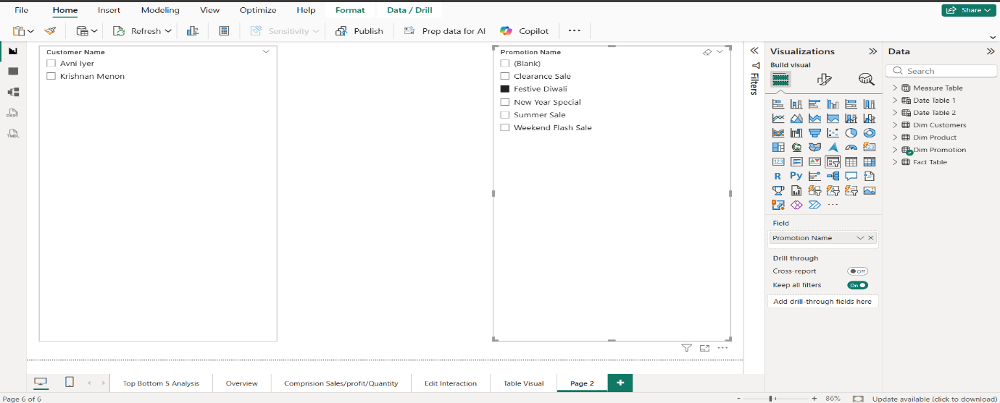 File Home Insert Modeling View Optimize Help Format Data / Drill Share
Refresh Sensitivity Publish Prep data for AI Copilot ...
Customer Name
Avni Iyer
Krishnan Menon
Promotion Name
(Blank)
Clearance Sale
Festive Diwali
New Year Special
Summer Sale
Weekend Flash Sale
DAX
TMDL
Filters
Visualizations
Build visual
123
123
R Py
...
Field
Promotion Name
Drill through
Cross-report Off
Keep all filters On
Add drill-through fields here
Data
Search
Measure Table
Date Table 1
Date Table 2
Dim Customers
Dim Product
Dim Promotion
Fact Table
Top Bottom 5 Analysis Overview Comprision Sales/profit/Quantity Edit Interaction Table Visual Page 2 +
Page 6 of 6 - + 86% Update available (click to download)